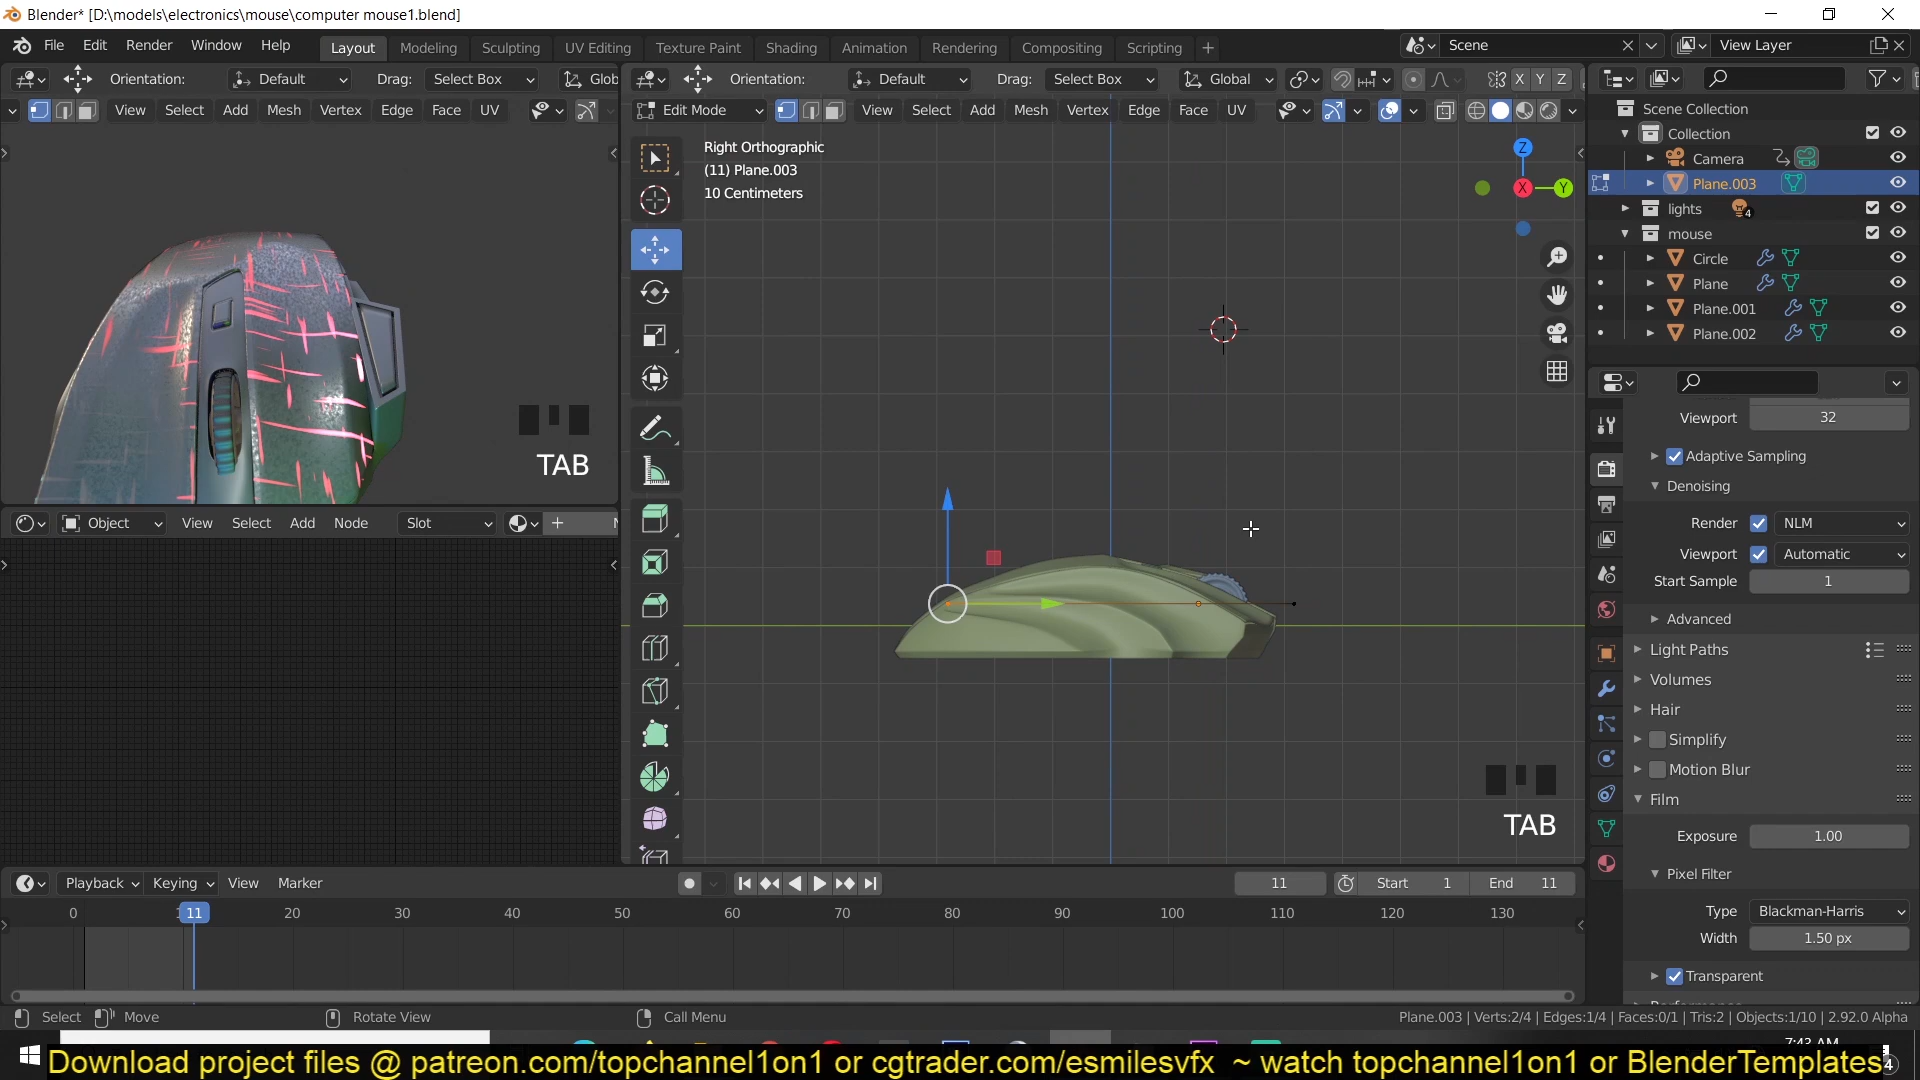 Blender* [D:\models\electronics\mouse\computer mouse1.blend]
File Edit Render Window Help Layout Modeling Sculpting UV Editing Texture Paint Shading Animation Rendering Compositing Scripting + Scene View Layer
Orientation: Default Drag: Select Box Glob
Orientation: Default Drag: Select Box Global X Y Z
View Select Add Mesh Vertex Edge Face UV
Edit Mode View Select Add Mesh Vertex Edge Face UV
Right Orthographic
(11) Plane.003
10 Centimeters
Z
X
Y
Scene Collection
Collection
Camera
Plane.003
lights 4
mouse
Circle
Plane
Plane.001
Plane.002
TAB
Object View Select Add Node Slot
TAB
Viewport 32
Adaptive Sampling
Denoising
Render NLM
Viewport Automatic
Start Sample 1
Advanced
Light Paths
Volumes
Hair
Simplify
Motion Blur
Film
Exposure 1.00
Pixel Filter
Type Blackman-Harris
Width 1.50 px
Transparent
Playback Keying View Marker 11 Start 1 End 11
0 11 20 30 40 50 60 70 80 90 100 110 120 130
Select Move Rotate View Call Menu Plane.003 | Verts:2/4 | Edges:1/4 | Faces:0/1 | Tris:2 | Objects:1/10 | 2.92.0 Alpha
7:43 AM
Download project files @ patreon.com/topchannel1on1 or cgtrader.com/esmilesvfx ~ watch topchannel1on1 or BlenderTemplates
4